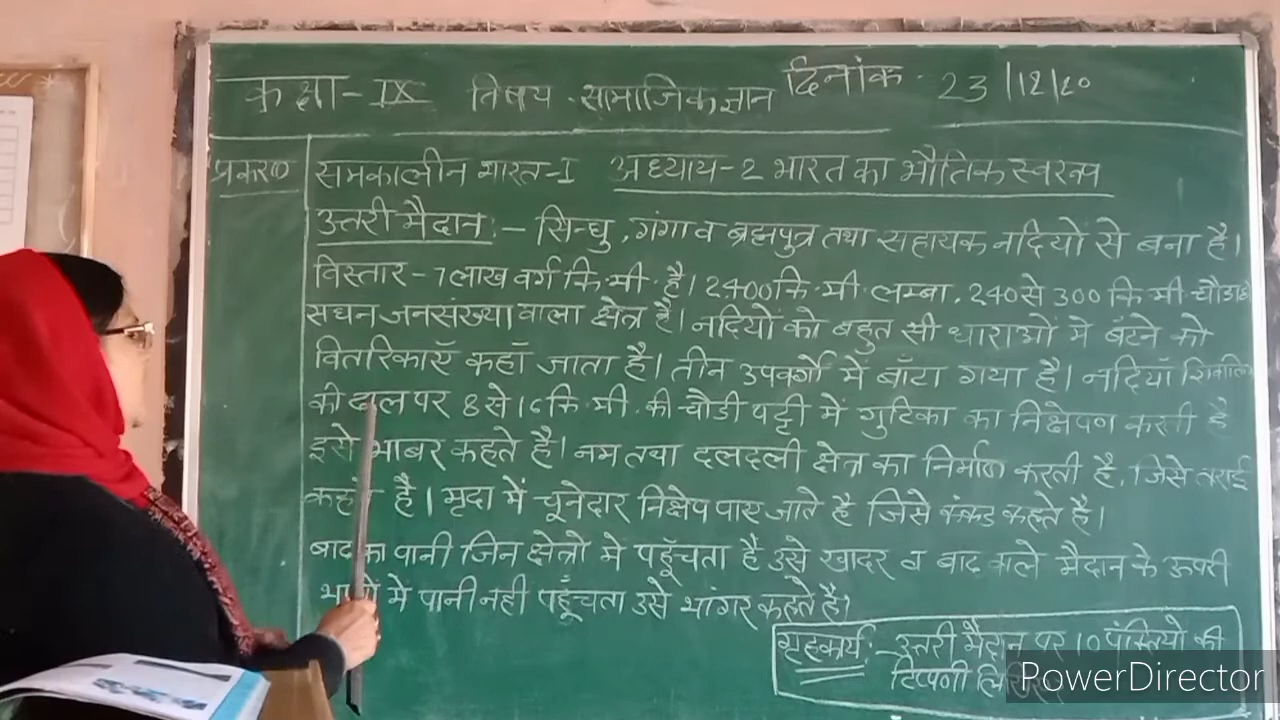 कक्षा - IX विषय - सामाजिक ज्ञान दिनांक - 23/12/20
प्रकरण समकालीन भारत-I अध्याय-2 भारत का भौतिक स्वरूप
उत्तरी मैदान :- सिन्धु, गंगा व ब्रह्मपुत्र तथा सहायक नदियों से बना है।
विस्तार - 7 लाख वर्ग कि.मी. है। 2400 कि.मी. लम्बा, 240 से 300 कि.मी. चौडा है
सघन जनसंख्या वाला क्षेत्र है। नदियों को बहुत सी धाराओं मे बँटने को
वितरिकाएँ कहाँ जाता है। तीन उपवर्गो में बाँटा गया है। नदियाँ
की ढाल पर 8 से 16 कि.मी. की चौडी पट्टी में गुटिका का निक्षेपण करती है
इसे भाबर कहते है। नम तथा दलदली क्षेत्र का निर्माण करती है, जिसे तराई
कहते है। मृदा में चूनेदार निक्षेप पाए जाते है जिसे कंकड कहते है।
बाढ का पानी जिन क्षेत्रो मे पहूँचता है उसे खादर व बाढ वाले मैदान के ऊपरी
भागो मे पानी नही पहूँचता उसे भांगर कहते है।
गृहकार्य :- उत्तरी मैदान पर 10 पंक्तियो की
टिप्पणी
PowerDirector